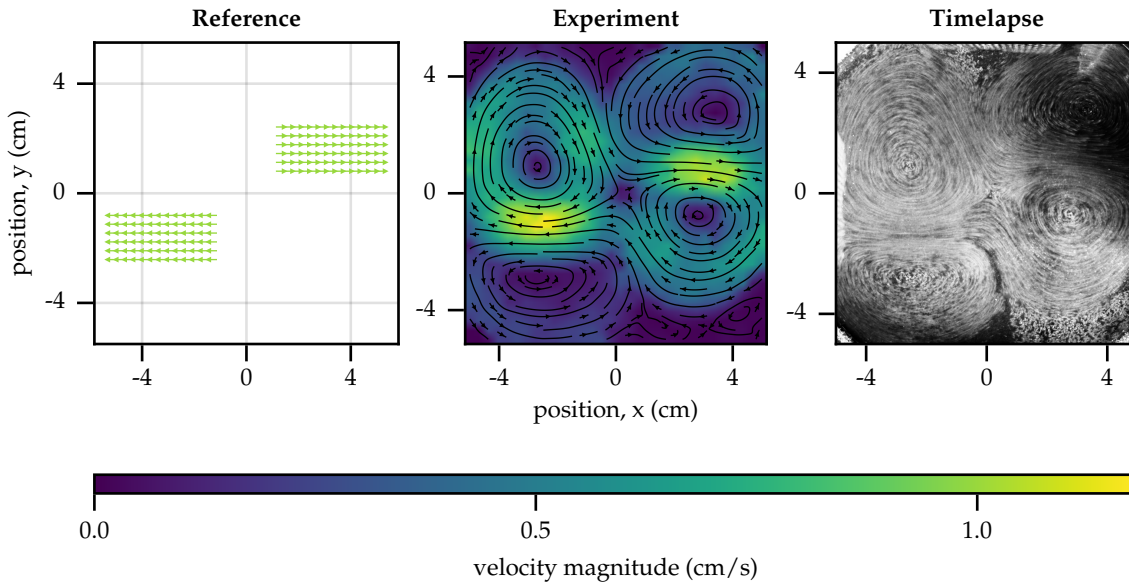 Reference Experiment Timelapse
position, y (cm)
4
0
-4
-4 0 4
4
0
-4
-4 0 4
4
0
-4
-4 0 4
position, x (cm)
0.0 0.5 1.0
velocity magnitude (cm/s)